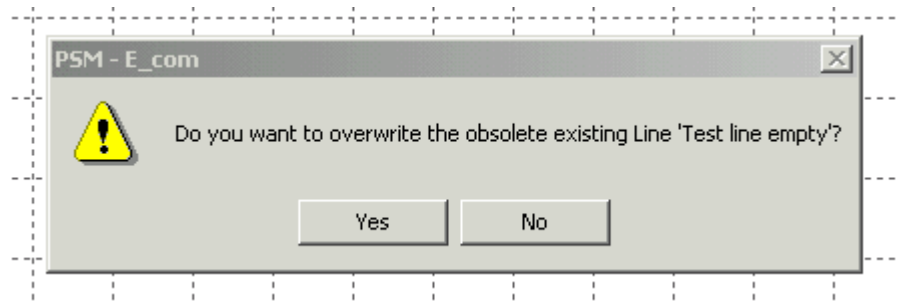 PSM - E_com
Do you want to overwrite the obsolete existing Line 'Test line empty'?
Yes
No